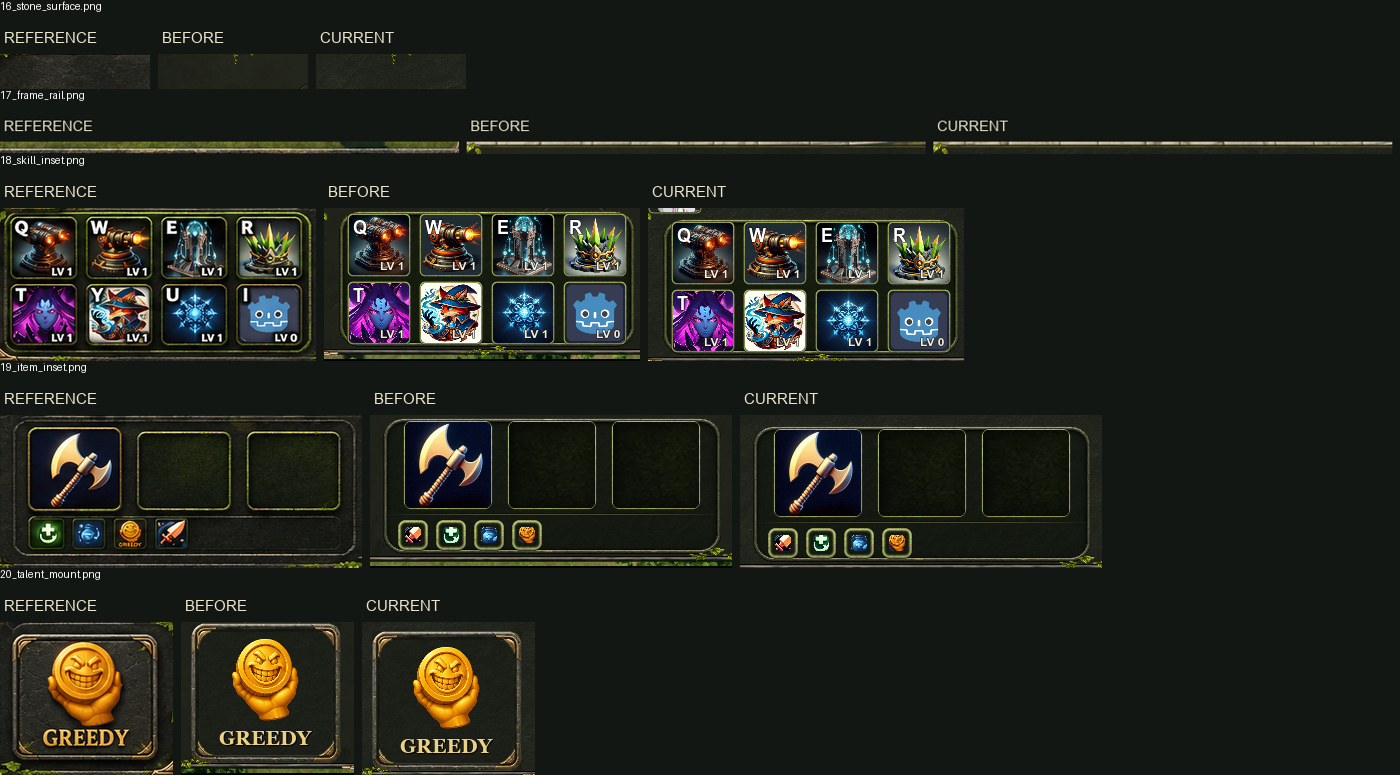 16_stone_surface.png
REFERENCE BEFORE CURRENT
17_frame_rail.png
REFERENCE BEFORE CURRENT
18_skill_inset.png
REFERENCE BEFORE CURRENT
Q W E R Q W E R Q W E R
LV 1 LV 1 LV 1 LV 1 LV 1 LV 1 LV 1 LV 1 LV 1 LV 1 LV 1 LV 1
T Y U I T T
LV 1 LV 1 LV 1 LV 0 LV 1 LV 1 LV 1 LV 0 LV 1 LV 1 LV 1 LV 0
19_item_inset.png
REFERENCE BEFORE CURRENT
GREEDY
20_talent_mount.png
REFERENCE BEFORE CURRENT
GREEDY GREEDY GREEDY